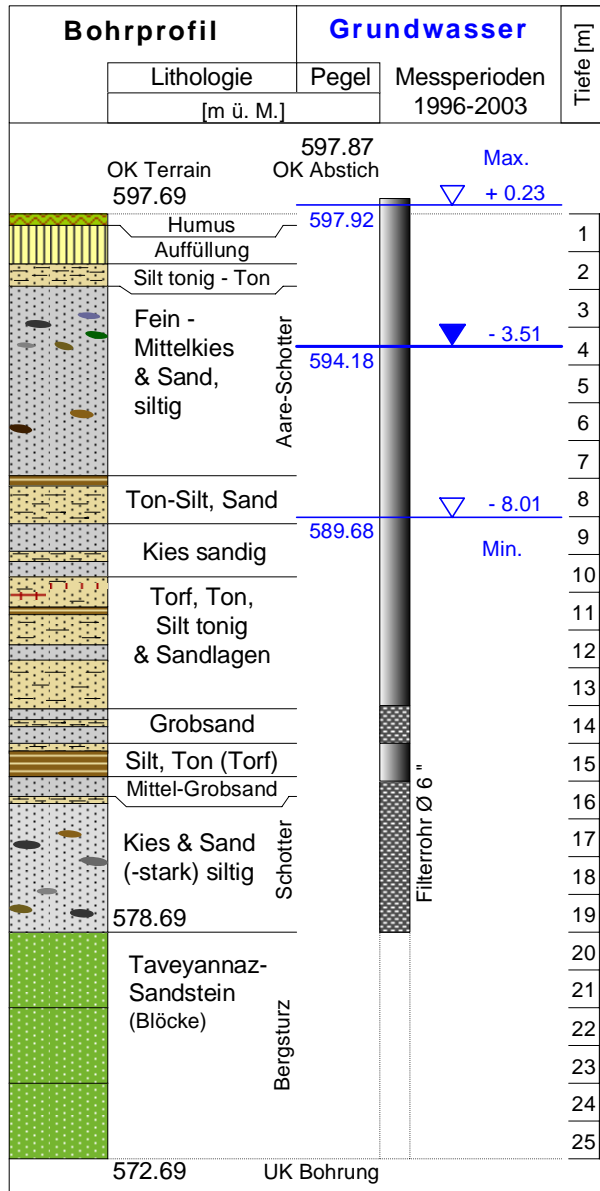 Bohrprofil
Grundwasser
Tiefe [m]
Lithologie
Pegel
Messperioden
1996-2003
[m ü. M.]
597.87
OK Abstich
OK Terrain
597.69
Max.
+ 0.23
597.92
Humus
Auffüllung
Silt tonig - Ton
Fein -
Mittelkies
& Sand,
siltig
Aare-Schotter
- 3.51
594.18
Ton-Silt, Sand
- 8.01
589.68
Min.
Kies sandig
Torf, Ton,
Silt tonig
& Sandlagen
Grobsand
Silt, Ton (Torf)
Mittel-Grobsand
Kies & Sand
(-stark) siltig
Schotter
578.69
Filterrohr Ø 6 "
Taveyannaz-
Sandstein
(Blöcke)
Bergsturz
572.69
UK Bohrung
1
2
3
4
5
6
7
8
9
10
11
12
13
14
15
16
17
18
19
20
21
22
23
24
25